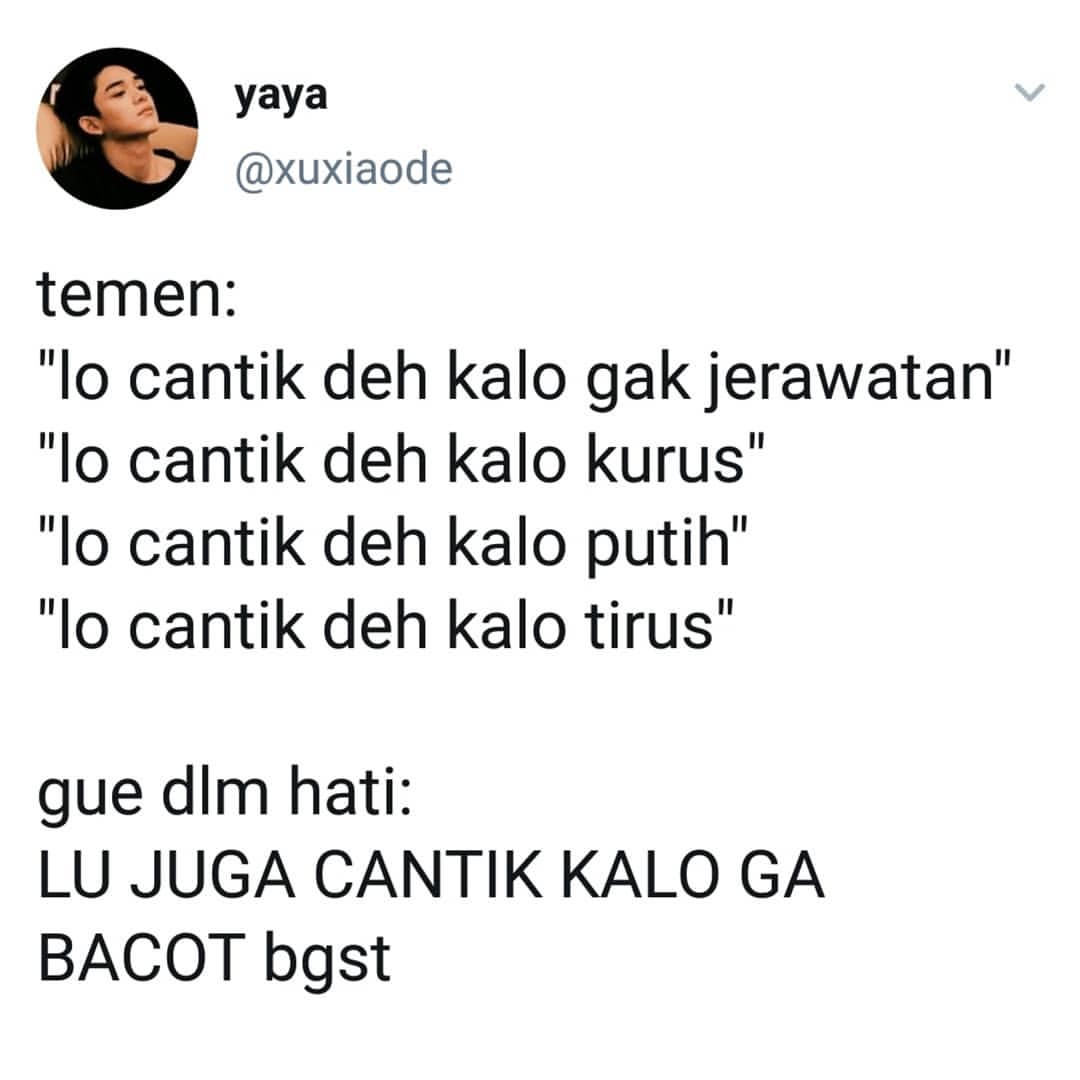 yaya
@xuxiaode
temen:
"lo cantik deh kalo gak jerawatan"
"lo cantik deh kalo kurus"
"lo cantik deh kalo putih"
"lo cantik deh kalo tirus"
gue dlm hati:
LU JUGA CANTIK KALO GA
BACOT bgst